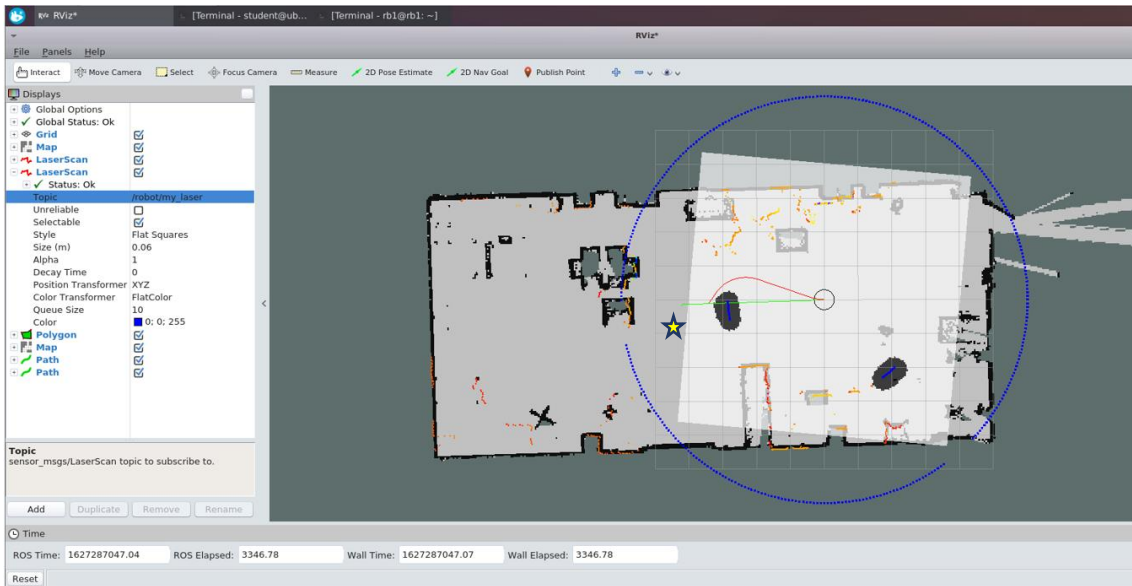 RViz RViz*
[Terminal - student@ub...
[Terminal - rb1@rb1: ~]
RViz*
File Panels Help
Interact Move Camera Select Focus Camera Measure 2D Pose Estimate 2D Nav Goal Publish Point
Displays
Global Options
Global Status: Ok
Grid
Map
LaserScan
LaserScan
Status: Ok
Topic /robot/my_laser
Unreliable
Selectable
Style Flat Squares
Size (m) 0.06
Alpha 1
Decay Time 0
Position Transformer XYZ
Color Transformer FlatColor
Queue Size 10
Color 0; 0; 255
Polygon
Map
Path
Path
Topic
sensor_msgs/LaserScan topic to subscribe to.
Add Duplicate Remove Rename
Time
ROS Time: 1627287047.04 ROS Elapsed: 3346.78 Wall Time: 1627287047.07 Wall Elapsed: 3346.78
Reset